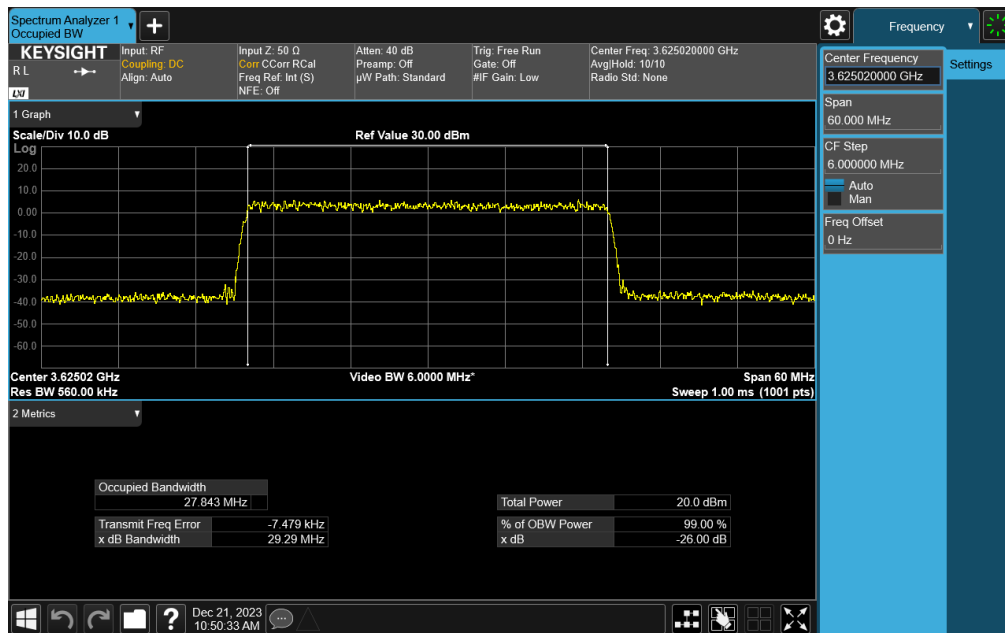 Spectrum Analyzer 1
Occupied BW
Frequency
KEYSIGHT
R L
LXI
Input: RF
Coupling: DC
Align: Auto
Input Z: 50 Ω
Corr CCorr RCal
Freq Ref: Int (S)
NFE: Off
Atten: 40 dB
Preamp: Off
µW Path: Standard
Trig: Free Run
Gate: Off
#IF Gain: Low
Center Freq: 3.625020000 GHz
Avg|Hold: 10/10
Radio Std: None
Center Frequency
3.625020000 GHz
Settings
Span
60.000 MHz
CF Step
6.000000 MHz
Auto
Man
Freq Offset
0 Hz
1 Graph
Scale/Div 10.0 dB
Ref Value 30.00 dBm
Log
20.0
10.0
0.00
-10.0
-20.0
-30.0
-40.0
-50.0
-60.0
Center 3.62502 GHz
Video BW 6.0000 MHz*
Span 60 MHz
Res BW 560.00 kHz
Sweep 1.00 ms (1001 pts)
2 Metrics
Occupied Bandwidth
27.843 MHz
Total Power 20.0 dBm
Transmit Freq Error -7.479 kHz
% of OBW Power 99.00 %
x dB Bandwidth 29.29 MHz
x dB -26.00 dB
?
Dec 21, 2023
10:50:33 AM